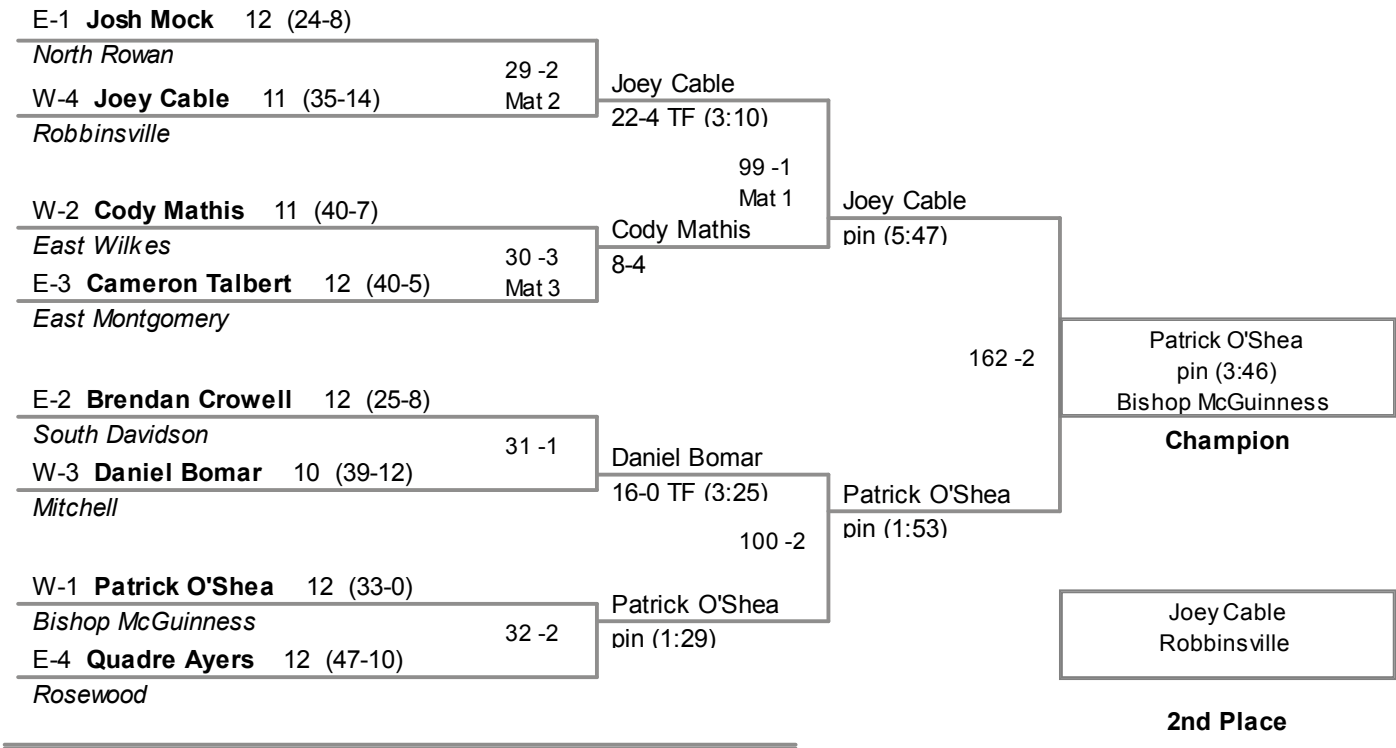 E-1 Josh Mock 12 (24-8)
North Rowan
29 -2
Mat 2
W-4 Joey Cable 11 (35-14)
Robbinsville
Joey Cable
22-4 TF (3:10)
99 -1
Mat 1
W-2 Cody Mathis 11 (40-7)
East Wilkes
30 -3
Mat 3
E-3 Cameron Talbert 12 (40-5)
East Montgomery
Cody Mathis
8-4
Joey Cable
pin (5:47)
162 -2
E-2 Brendan Crowell 12 (25-8)
South Davidson
31 -1
W-3 Daniel Bomar 10 (39-12)
Mitchell
Daniel Bomar
16-0 TF (3:25)
100 -2
W-1 Patrick O'Shea 12 (33-0)
Bishop McGuinness
32 -2
E-4 Quadre Ayers 12 (47-10)
Rosewood
Patrick O'Shea
pin (1:29)
Patrick O'Shea
pin (1:53)
Patrick O'Shea
pin (3:46)
Bishop McGuinness
Champion
Joey Cable
Robbinsville
2nd Place